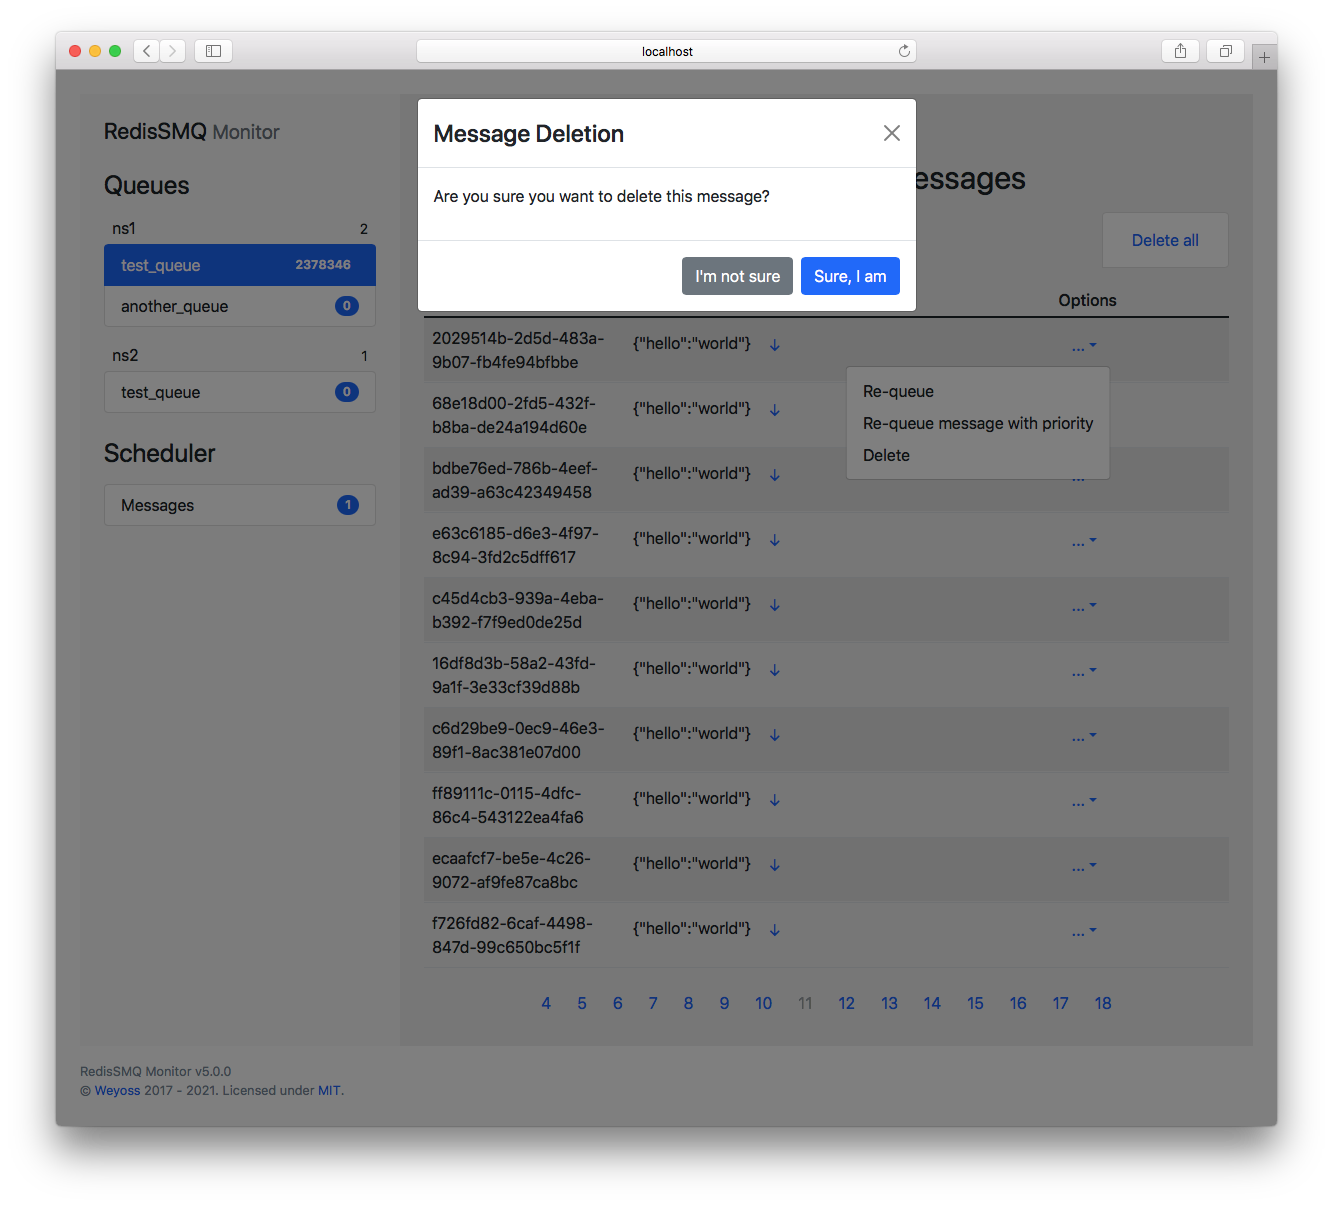 localhost
RedisSMQ Monitor
Queues
ns1 2
test_queue 2378346
another_queue 0
ns2 1
test_queue 0
Scheduler
Messages 1
Message Deletion
Are you sure you want to delete this message?
I'm not sure Sure, I am
essages
Delete all
Options
2029514b-2d5d-483a-
9b07-fb4fe94bfbbe
{"hello":"world"} ↓ ...
Re-queue
Re-queue message with priority
Delete
68e18d00-2fd5-432f-
b8ba-de24a194d60e
{"hello":"world"} ↓
bdbe76ed-786b-4eef-
ad39-a63c42349458
{"hello":"world"} ↓ ...
e63c6185-d6e3-4f97-
8c94-3fd2c5dff617
{"hello":"world"} ↓ ...
c45d4cb3-939a-4eba-
b392-f7f9ed0de25d
{"hello":"world"} ↓ ...
16df8d3b-58a2-43fd-
9a1f-3e33cf39d88b
{"hello":"world"} ↓ ...
c6d29be9-0ec9-46e3-
89f1-8ac381e07d00
{"hello":"world"} ↓ ...
ff89111c-0115-4dfc-
86c4-543122ea4fa6
{"hello":"world"} ↓ ...
ecaafcf7-be5e-4c26-
9072-af9fe87ca8bc
{"hello":"world"} ↓ ...
f726fd82-6caf-4498-
847d-99c650bc5f1f
{"hello":"world"} ↓ ...
4 5 6 7 8 9 10 11 12 13 14 15 16 17 18
RedisSMQ Monitor v5.0.0
© Weyoss 2017 - 2021. Licensed under MIT.